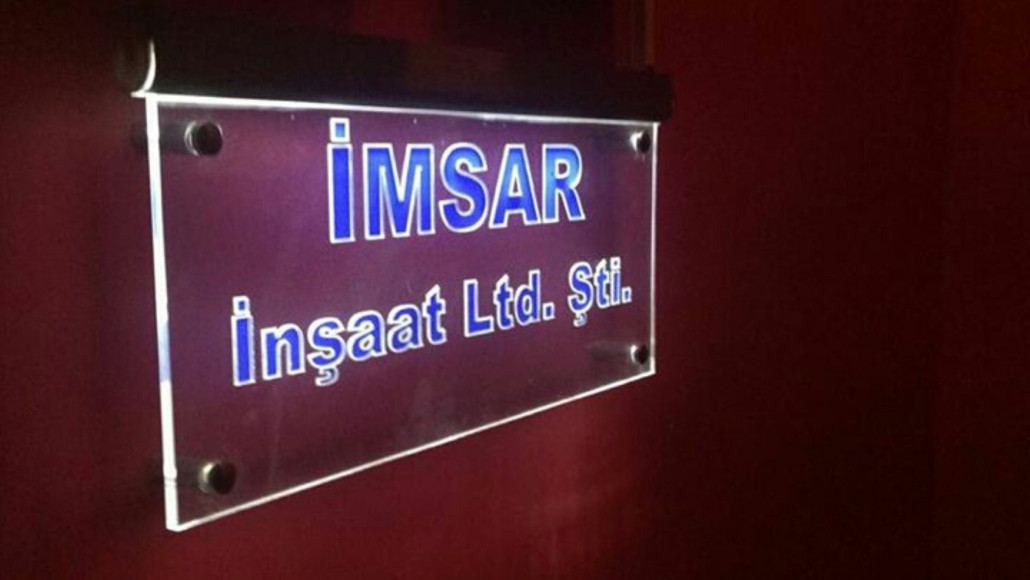 İMSAR
İnşaat Ltd. Şti.